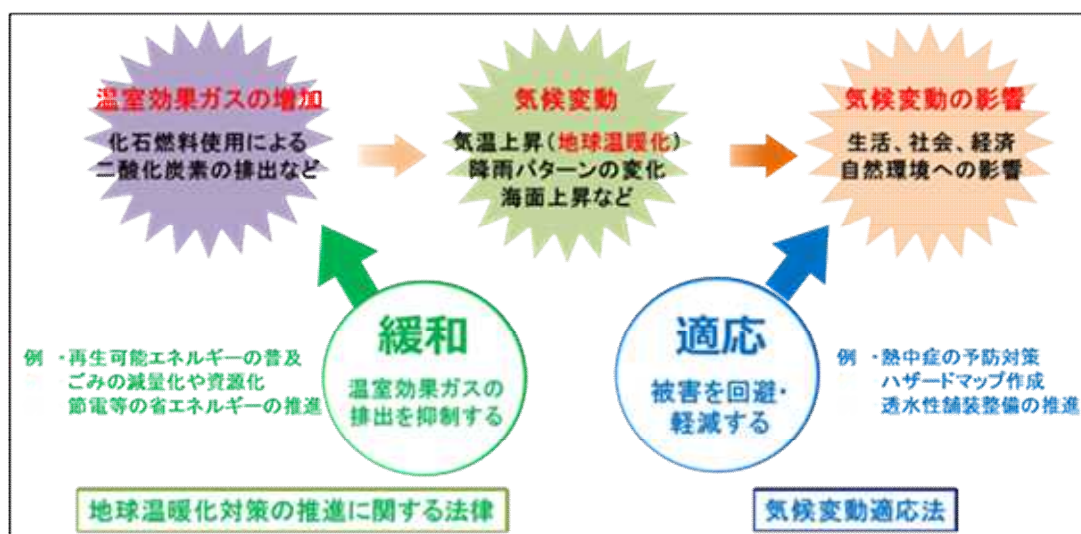 温室効果ガスの増加
化石燃料使用による
二酸化炭素の排出など
気候変動
気温上昇(地球温暖化)
降雨パターンの変化
海面上昇など
気候変動の影響
生活、社会、経済
自然環境への影響
緩和
温室効果ガスの
排出を抑制する
例 ・再生可能エネルギーの普及
ごみの減量化や資源化
節電等の省エネルギーの推進
適応
被害を回避・
軽減する
例 ・熱中症の予防対策
ハザードマップ作成
透水性舗装整備の推進
地球温暖化対策の推進に関する法律
気候変動適応法